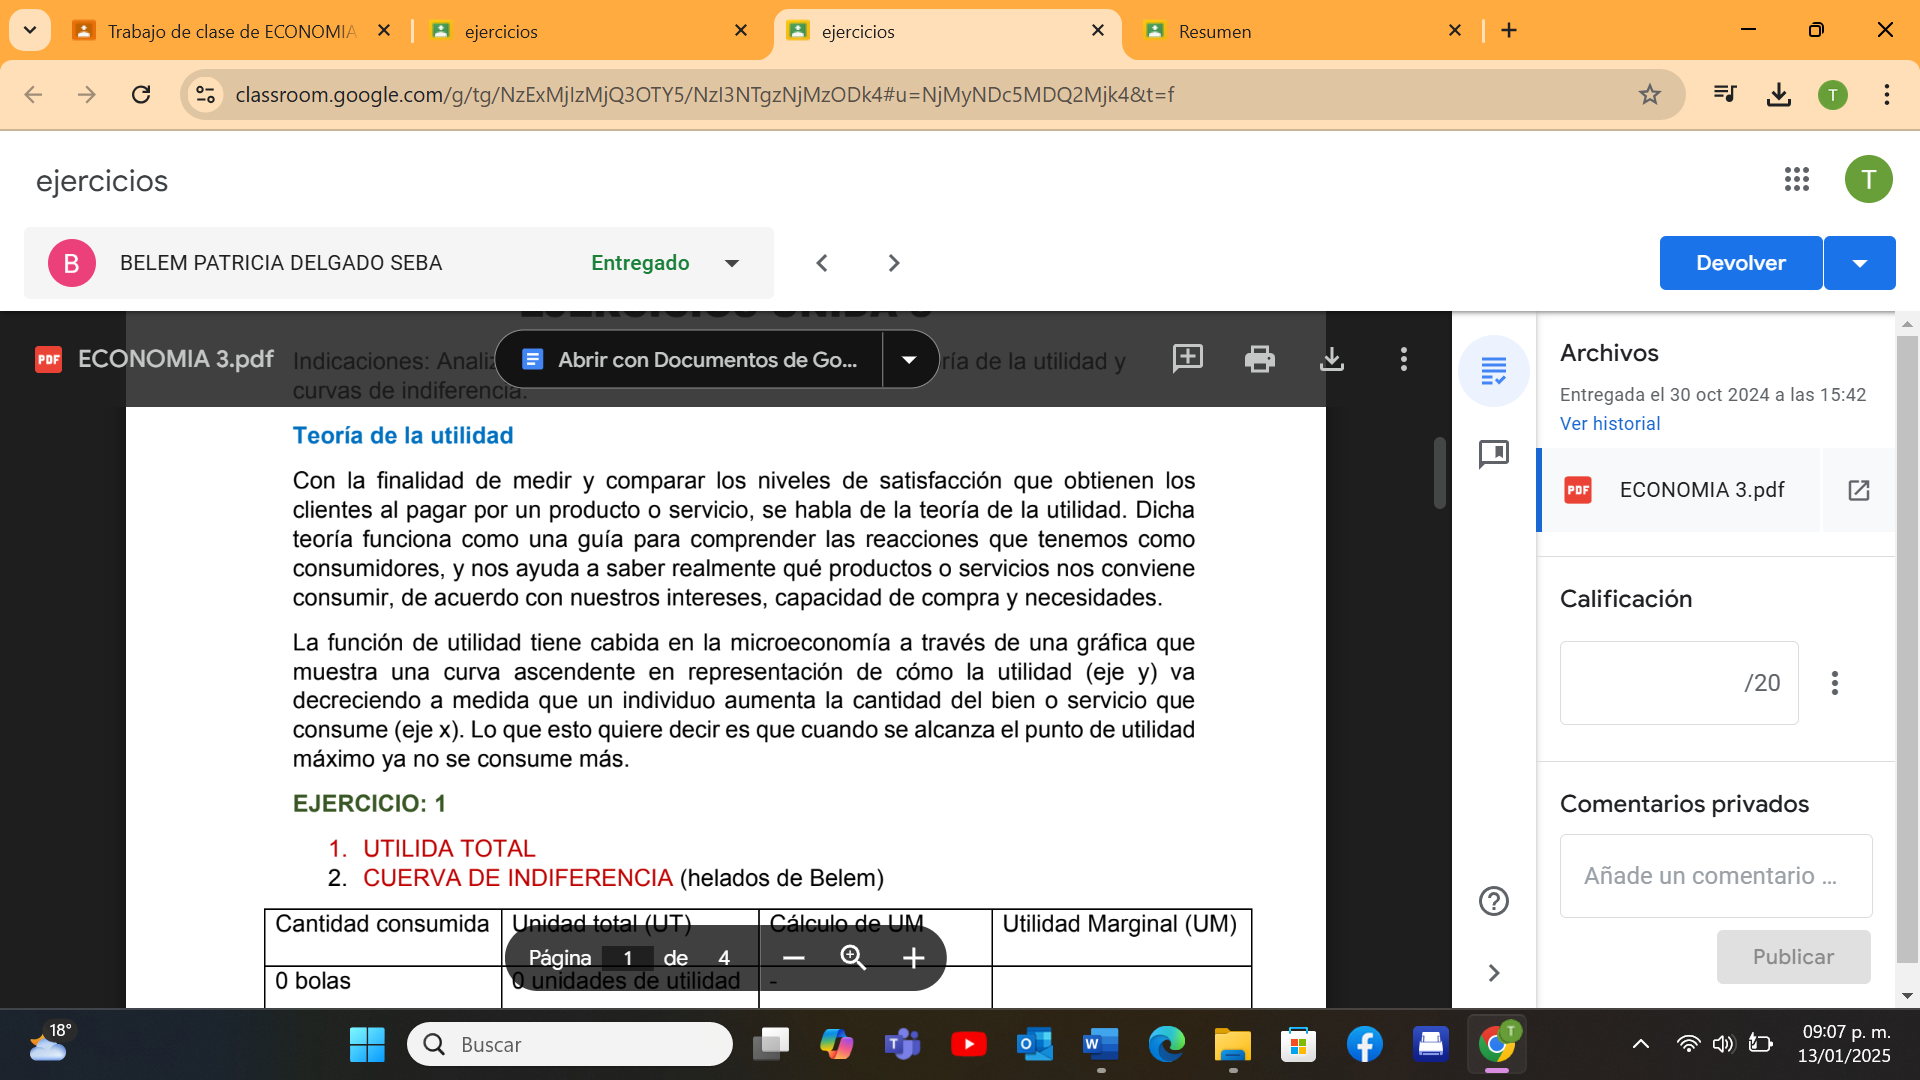 Trabajo de clase de ECONOMIA
ejercicios
ejercicios
Resumen
classroom.google.com/g/tg/NzExMjIzMjQ3OTY5/NzI3NTgzNjMzODk4#u=NjMyNDc5MDQ2Mjk4&t=f
T
ejercicios
T
B
BELEM PATRICIA DELGADO SEBA
Entregado
Devolver
PDF
ECONOMIA 3.pdf
Indicaciones: Analiz
Abrir con Documentos de Go...
ría de la utilidad y
curvas de indiferencia.
Teoría de la utilidad
Con la finalidad de medir y comparar los niveles de satisfacción que obtienen los
clientes al pagar por un producto o servicio, se habla de la teoría de la utilidad. Dicha
teoría funciona como una guía para comprender las reacciones que tenemos como
consumidores, y nos ayuda a saber realmente qué productos o servicios nos conviene
consumir, de acuerdo con nuestros intereses, capacidad de compra y necesidades.
La función de utilidad tiene cabida en la microeconomía a través de una gráfica que
muestra una curva ascendente en representación de cómo la utilidad (eje y) va
decreciendo a medida que un individuo aumenta la cantidad del bien o servicio que
consume (eje x). Lo que esto quiere decir es que cuando se alcanza el punto de utilidad
máximo ya no se consume más.
EJERCICIO: 1
1. UTILIDA TOTAL
2. CUERVA DE INDIFERENCIA (helados de Belem)
Cantidad consumida
Unidad total (UT)
Cálculo de UM
Utilidad Marginal (UM)
0 bolas
0 unidades de utilidad
-
Página 1 de 4
Archivos
Entregada el 30 oct 2024 a las 15:42
Ver historial
PDF
ECONOMIA 3.pdf
Calificación
/20
Comentarios privados
Añade un comentario ...
Publicar
18°
Buscar
T
09:07 p. m.
13/01/2025